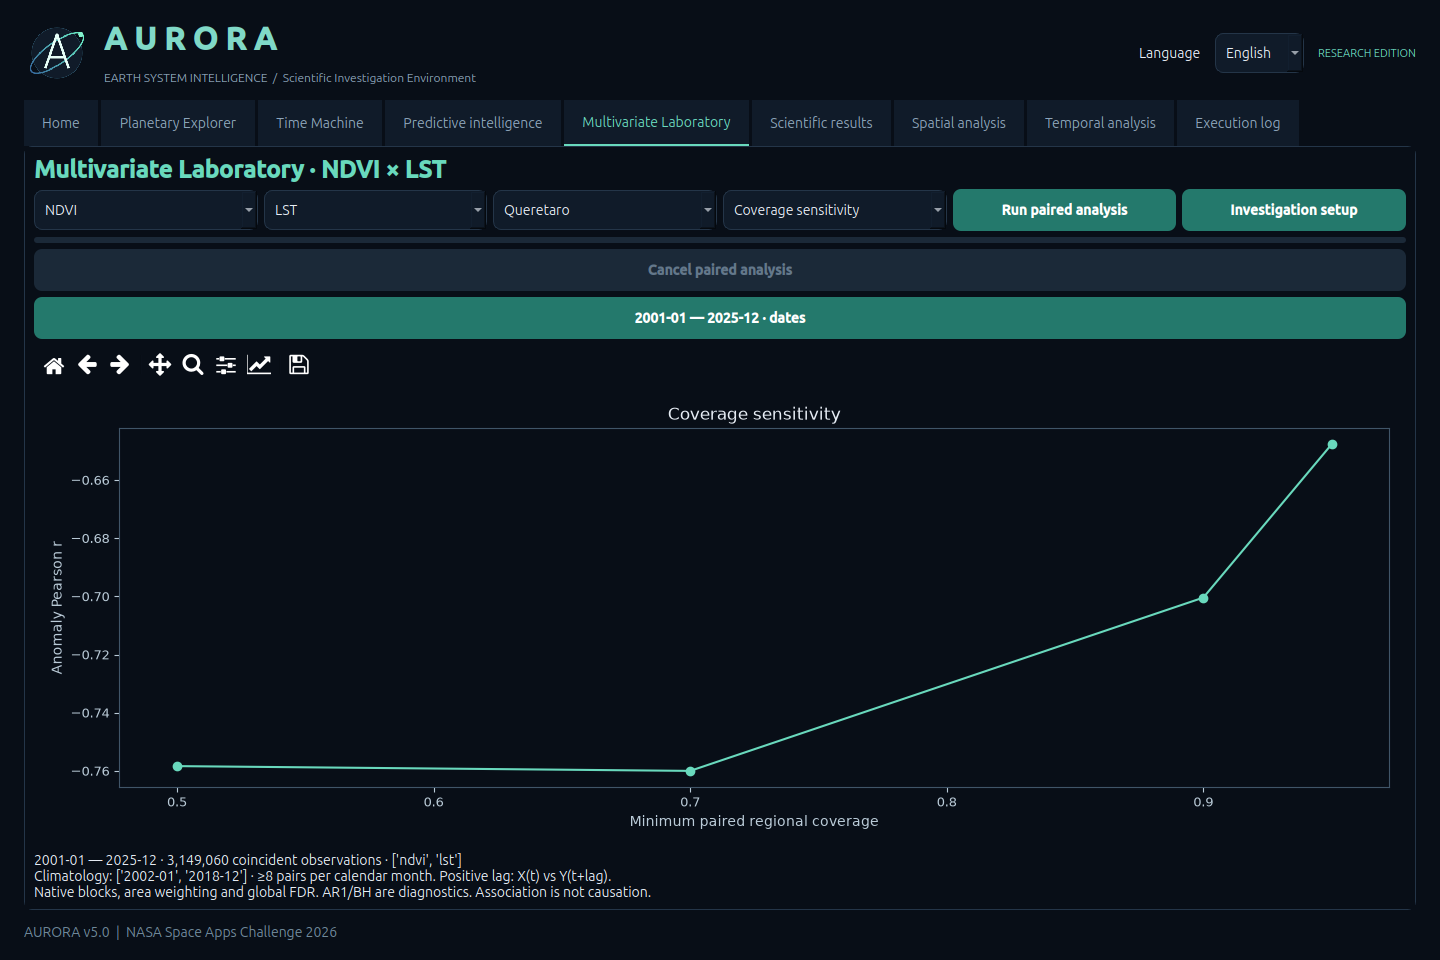 AURORA
EARTH SYSTEM INTELLIGENCE / Scientific Investigation Environment
Language English RESEARCH EDITION
Home Planetary Explorer Time Machine Predictive intelligence Multivariate Laboratory Scientific results Spatial analysis Temporal analysis Execution log
Multivariate Laboratory · NDVI × LST
NDVI LST Queretaro Coverage sensitivity Run paired analysis Investigation setup
Cancel paired analysis
2001-01 — 2025-12 · dates
Coverage sensitivity
Anomaly Pearson r
−0.66
−0.68
−0.70
−0.72
−0.74
−0.76
0.5 0.6 0.7 0.8 0.9
Minimum paired regional coverage
2001-01 — 2025-12 · 3,149,060 coincident observations · ['ndvi', 'lst']
Climatology: ['2002-01', '2018-12'] · ≥8 pairs per calendar month. Positive lag: X(t) vs Y(t+lag).
Native blocks, area weighting and global FDR. AR1/BH are diagnostics. Association is not causation.
AURORA v5.0 | NASA Space Apps Challenge 2026